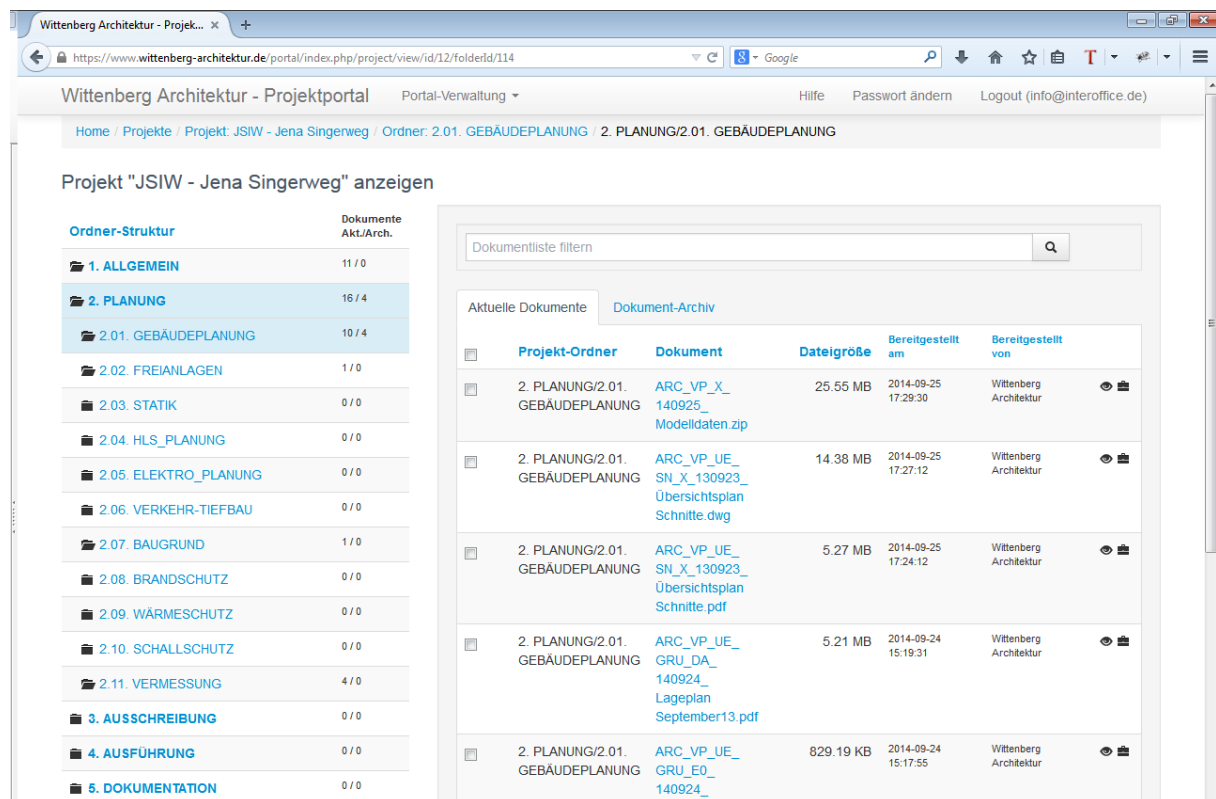 Wittenberg Architektur - Projek...
https://www.wittenberg-architektur.de/portal/index.php/project/view/id/12/folderId/114
Google
Wittenberg Architektur - Projektportal Portal-Verwaltung Hilfe Passwort ändern Logout (info@interoffice.de)
Home / Projekte / Projekt: JSIW - Jena Singerweg / Ordner: 2.01. GEBÄUDEPLANUNG / 2. PLANUNG/2.01. GEBÄUDEPLANUNG
Projekt "JSIW - Jena Singerweg" anzeigen
Ordner-Struktur
Dokumente
Akt./Arch.
1. ALLGEMEIN 11 / 0
2. PLANUNG 16 / 4
2.01. GEBÄUDEPLANUNG 10 / 4
2.02. FREIANLAGEN 1 / 0
2.03. STATIK 0 / 0
2.04. HLS_PLANUNG 0 / 0
2.05. ELEKTRO_PLANUNG 0 / 0
2.06. VERKEHR-TIEFBAU 0 / 0
2.07. BAUGRUND 1 / 0
2.08. BRANDSCHUTZ 0 / 0
2.09. WÄRMESCHUTZ 0 / 0
2.10. SCHALLSCHUTZ 0 / 0
2.11. VERMESSUNG 4 / 0
3. AUSSCHREIBUNG 0 / 0
4. AUSFÜHRUNG 0 / 0
5. DOKUMENTATION 0 / 0
Dokumentliste filtern
Aktuelle Dokumente Dokument-Archiv
Projekt-Ordner Dokument Dateigröße Bereitgestellt am Bereitgestellt von
2. PLANUNG/2.01. ARC_VP_X_ 25.55 MB 2014-09-25 Wittenberg
GEBÄUDEPLANUNG 140925_ 17:29:30 Architektur
Modelldaten.zip
2. PLANUNG/2.01. ARC_VP_UE_ 14.38 MB 2014-09-25 Wittenberg
GEBÄUDEPLANUNG SN_X_130923_ 17:27:12 Architektur
Übersichtsplan
Schnitte.dwg
2. PLANUNG/2.01. ARC_VP_UE_ 5.27 MB 2014-09-25 Wittenberg
GEBÄUDEPLANUNG SN_X_130923_ 17:24:12 Architektur
Übersichtsplan
Schnitte.pdf
2. PLANUNG/2.01. ARC_VP_UE_ 5.21 MB 2014-09-24 Wittenberg
GEBÄUDEPLANUNG GRU_DA_ 15:19:31 Architektur
140924_
Lageplan
September13.pdf
2. PLANUNG/2.01. ARC_VP_UE_ 829.19 KB 2014-09-24 Wittenberg
GEBÄUDEPLANUNG GRU_E0_ 15:17:55 Architektur
140924_